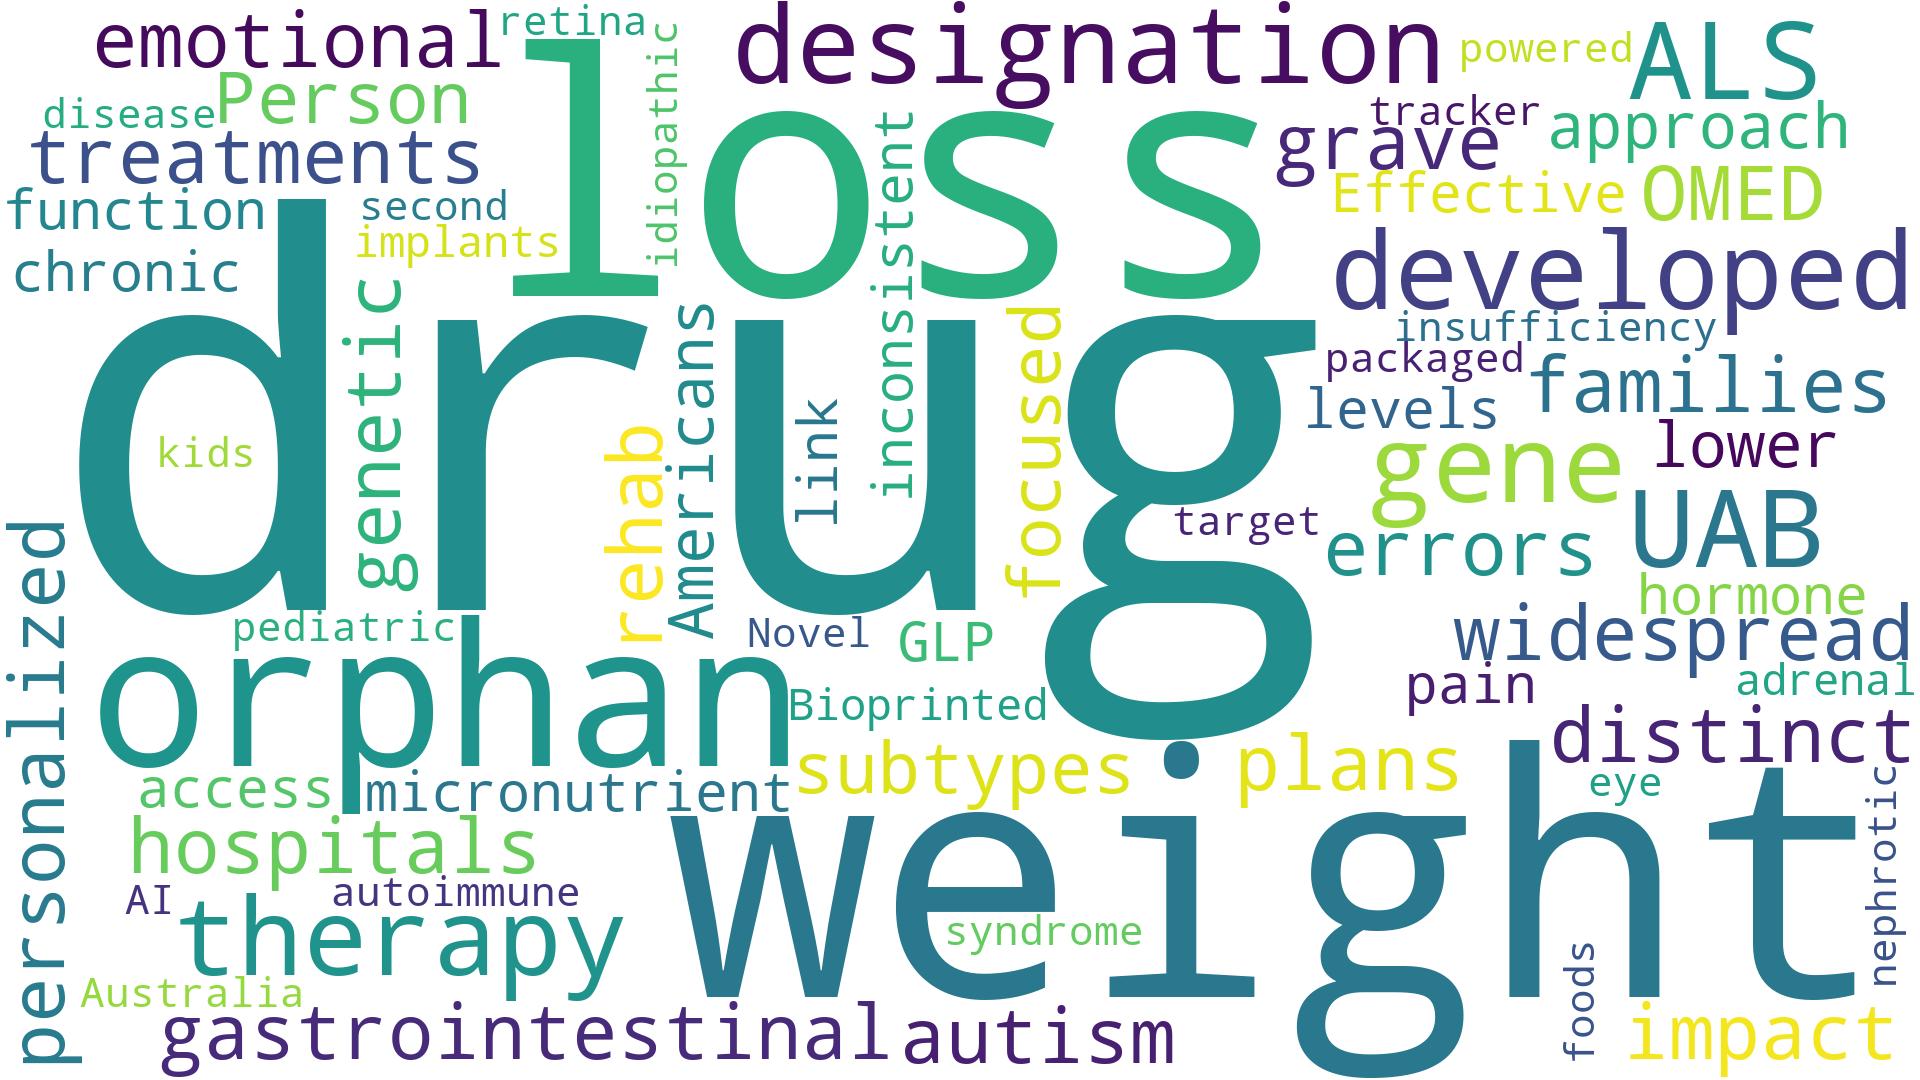 emotional
retina
loss
idiopathic
designation
powered
ALS
disease
Person
tracker
grave
approach
treatments
inconsistent
Effective
OMED
function
second
implants
chronic
drug
developed
genetic
Americans
focused
insufficiency
packaged
families
levels
kids
rehab
link
gene
lower
target
UAB
errors
personalized
hormone
pediatric
orphan
Novel
GLP
widespread
pain
adrenal
Bioprinted
distinct
subtypes
plans
weight
eye
nephrotic
access
micronutrient
hospitals
AI
autoimmune
therapy
syndrome
foods
Australia
gastrointestinal
autism
impact